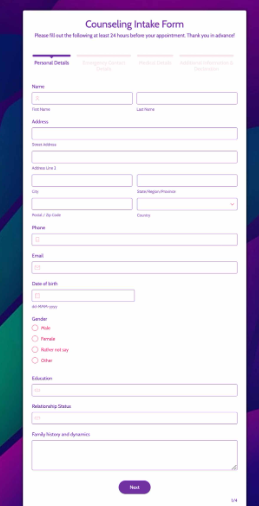 Counseling Intake Form
Please fill out the following at least 24 hours before your appointment. Thank you in advance!
Personal Details
Name
First Name
Last Name
Address
Street Address
Address Line 2
City
State/Region/Province
Postal / Zip Code
Country
Phone
Email
Date of birth
dd-MMM-yyyy
Gender
Male
Female
Rather not say
Other
Education
Relationship Status
Family history and dynamics
Next
1/4